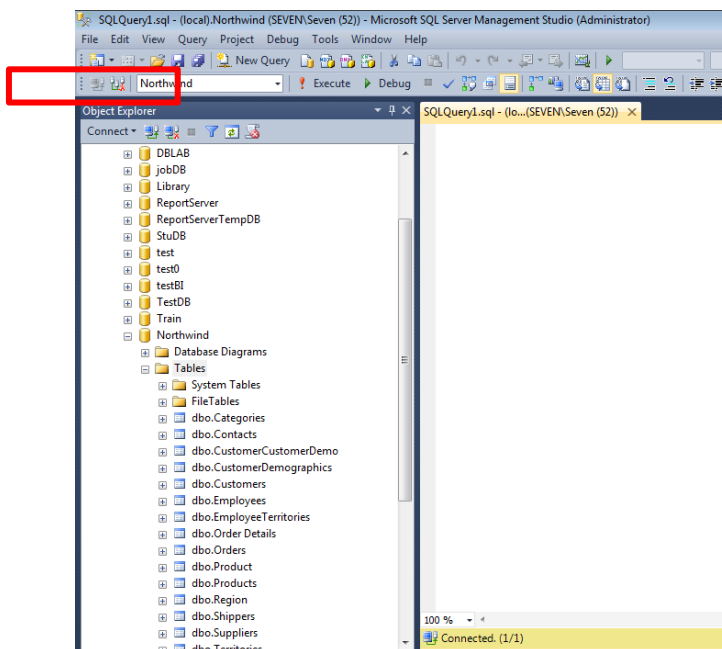 SQLQuery1.sql - (local).Northwind (SEVEN\Seven (52)) - Microsoft SQL Server Management Studio (Administrator)
File Edit View Query Project Debug Tools Window Help
New Query
Northwind Execute Debug
Object Explorer
SQLQuery1.sql - (lo...(SEVEN\Seven (52))
Connect
DBLAB
jobDB
Library
ReportServer
ReportServerTempDB
StuDB
test
test0
testBI
TestDB
Train
Northwind
Database Diagrams
Tables
System Tables
FileTables
dbo.Categories
dbo.Contacts
dbo.CustomerCustomerDemo
dbo.CustomerDemographics
dbo.Customers
dbo.Employees
dbo.EmployeeTerritories
dbo.Order Details
dbo.Orders
dbo.Product
dbo.Products
dbo.Region
dbo.Shippers
dbo.Suppliers
dbo.Territories
100 %
Connected. (1/1)